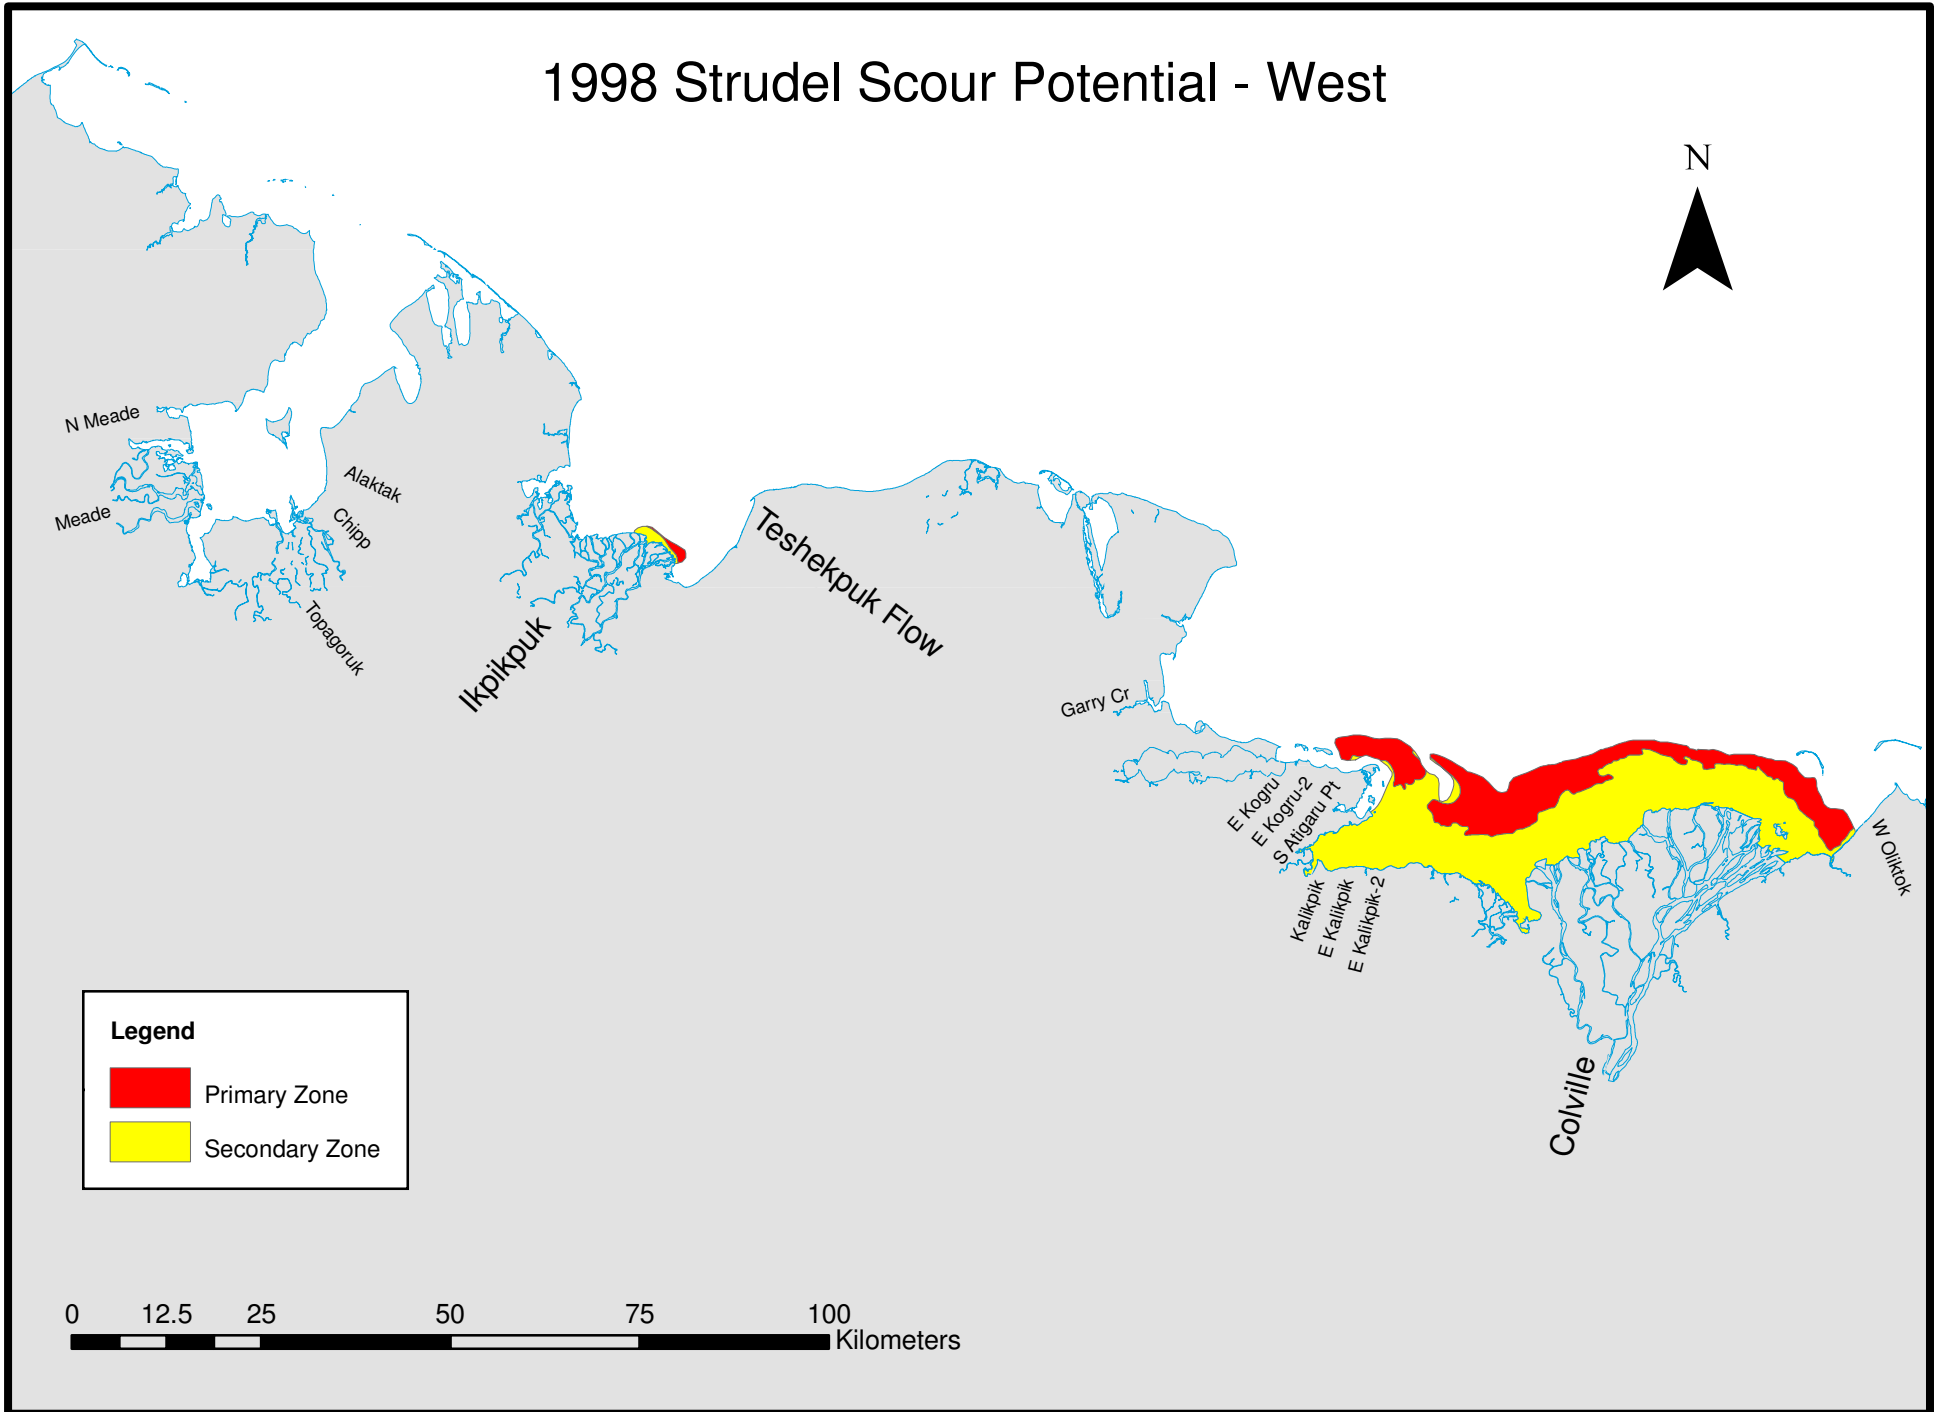 1998 Strudel Scour Potential - West
N
N Meade
Meade
Alaktak
Chipp
Topagoruk
Ikpikpuk
Teshekpuk Flow
Garry Cr
E Kogru
E Kogru-2
S Atigaru Pt
Kalikpik
E Kalikpik
E Kalikpik-2
W Oliktok
Colville
Legend
Primary Zone
Secondary Zone
0 12.5 25 50 75 100
Kilometers